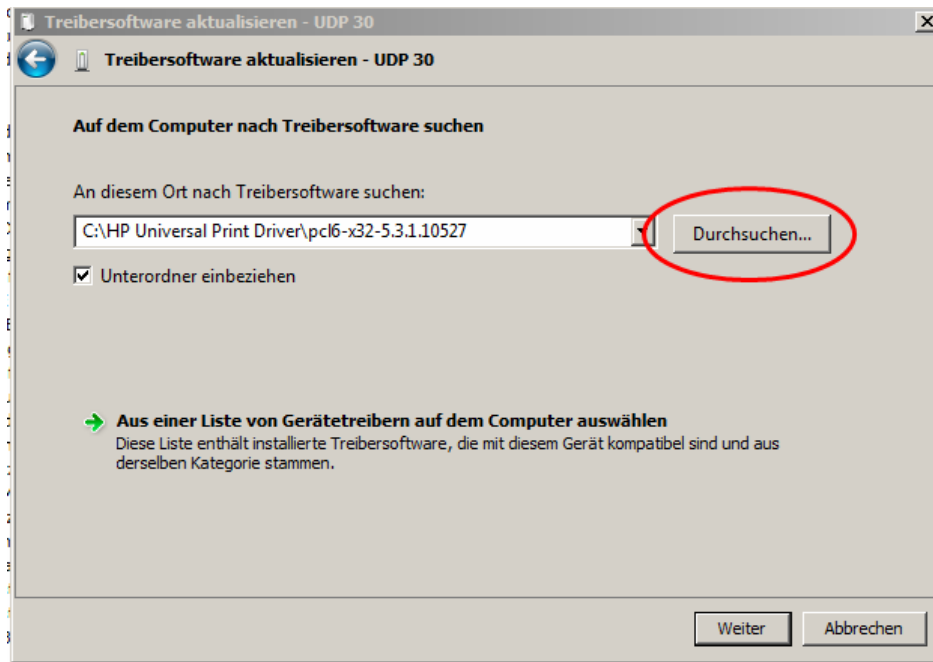 Treibersoftware aktualisieren - UDP 30
Treibersoftware aktualisieren - UDP 30
Auf dem Computer nach Treibersoftware suchen
An diesem Ort nach Treibersoftware suchen:
C:\HP Universal Print Driver\pcl6-x32-5.3.1.10527
Durchsuchen...
Unterordner einbeziehen
Aus einer Liste von Gerätetreibern auf dem Computer auswählen
Diese Liste enthält installierte Treibersoftware, die mit diesem Gerät kompatibel sind und aus
derselben Kategorie stammen.
Weiter
Abbrechen